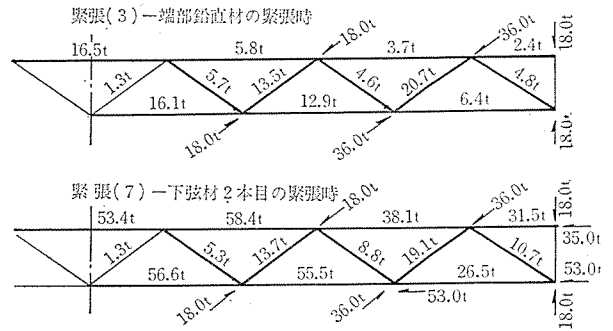 緊張(3)—端部鉛直材の緊張時
16.5t 5.8t 18.0t 3.7t 36.0t 2.4t 18.0t
1.3t 5.7t 13.5t 4.6t 20.7t 4.8t
16.1t 12.9t 6.4t
18.0t 36.0t 18.0t
緊張(7)—下弦材2本目の緊張時
53.4t 58.4t 18.0t 38.1t 36.0t 31.5t 18.0t
35.0t
1.3t 5.3t 13.7t 8.8t 19.1t 10.7t
56.6t 55.5t 26.5t 53.0t
18.0t 36.0t 53.0t 18.0t